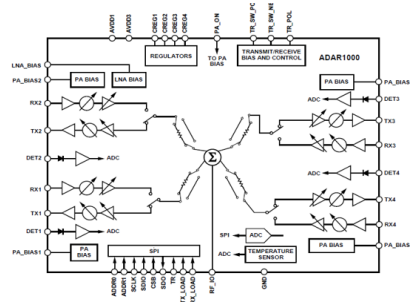 AVDD1
AVDD3
CREG1
CREG2
CREG3
CREG4
PA_ON
TR_SW_NE
TR_POL
REGULATORS
TO PA
BIAS
TRANSMIT/RECEIVE
BIAS AND CONTROL
ADAR1000
LNA_BIAS
PA_BIAS2
PA BIAS
LNA BIAS
PA BIAS
PA_BIAS
RX2
ADC
DET3
TX2
TX3
DET2
ADC
RX3
Σ
ADC
DET4
RX1
TX4
TX1
RX4
DET1
ADC
SPI
ADC
PA_BIAS1
PA
BIAS
SPI
ADC
TEMPERATURE
SENSOR
PA BIAS
PA_BIAS
ADDR0
ADDR1
SCLK
SDIO
CSB
SDO
TR
TX_LOAD
RX_LOAD
RF_IO
GND